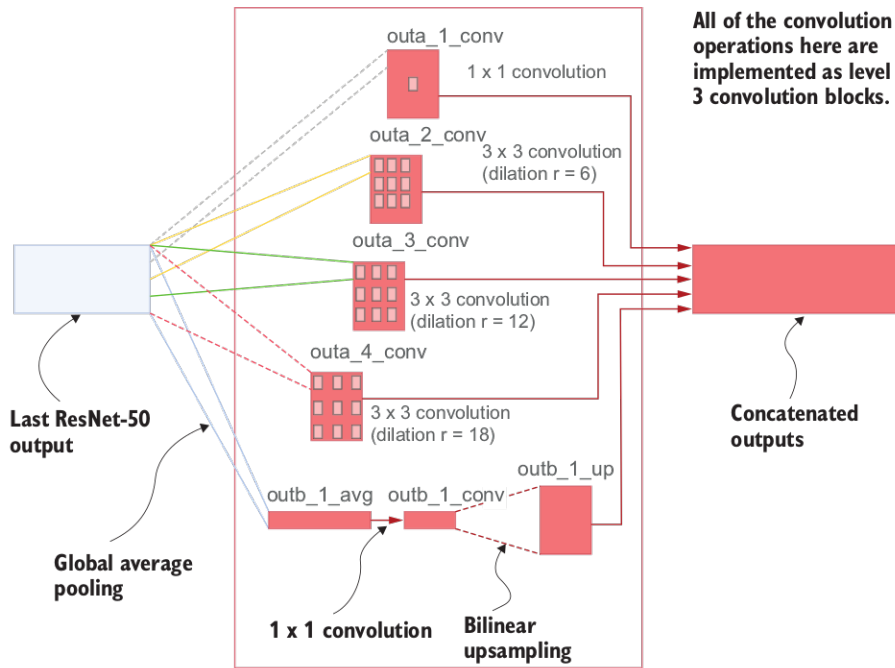 outa_1_conv
1 x 1 convolution
All of the convolution
operations here are
implemented as level
3 convolution blocks.
outa_2_conv
3 x 3 convolution
(dilation r = 6)
outa_3_conv
3 x 3 convolution
(dilation r = 12)
outa_4_conv
3 x 3 convolution
(dilation r = 18)
Last ResNet-50
output
Concatenated
outputs
outb_1_avg
outb_1_conv
outb_1_up
Global average
pooling
1 x 1 convolution
Bilinear
upsampling